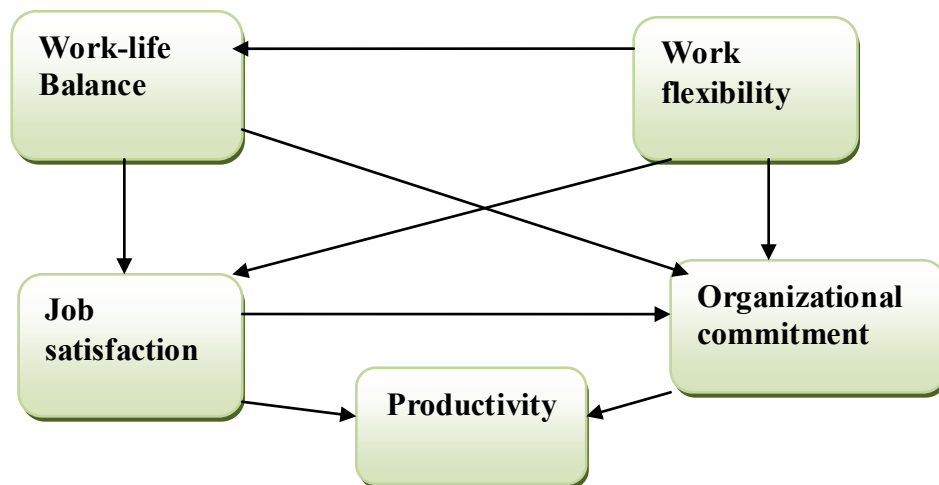 Work-life
Balance
Work
flexibility
Job
satisfaction
Organizational
commitment
Productivity